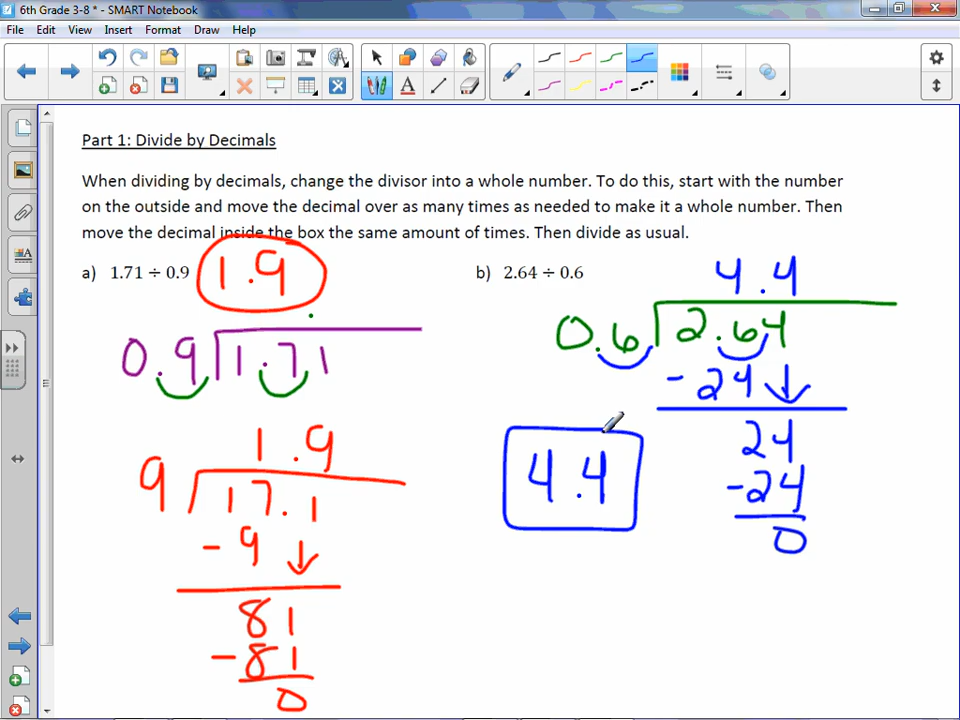 6th Grade 3-8 * - SMART Notebook
File Edit View Insert Format Draw Help
Part 1: Divide by Decimals
When dividing by decimals, change the divisor into a whole number. To do this, start with the number
on the outside and move the decimal over as many times as needed to make it a whole number. Then
move the decimal inside the box the same amount of times. Then divide as usual.
a) 1.71 ÷ 0.9
1.9
0.9 1.71
1.9
9 17.1
- 9
81
- 81
0
b) 2.64 ÷ 0.6
4.4
0.6 2.64
- 24
24
- 24
0
4.4